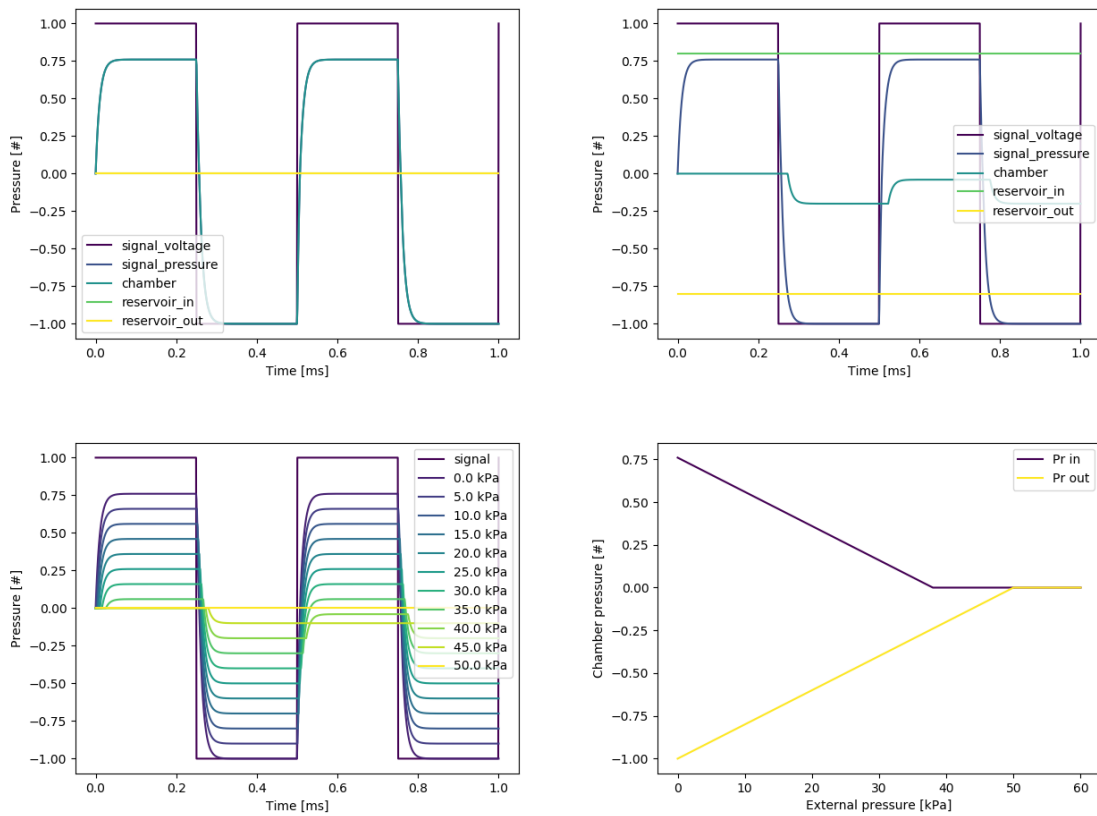 1.00
0.75
0.50
0.25
0.00
−0.25
−0.50
−0.75
−1.00
Pressure [#]
signal_voltage
signal_pressure
chamber
reservoir_in
reservoir_out
0.0 0.2 0.4 0.6 0.8 1.0
Time [ms]
1.00
0.75
0.50
0.25
0.00
−0.25
−0.50
−0.75
−1.00
Pressure [#]
signal_voltage
signal_pressure
chamber
reservoir_in
reservoir_out
0.0 0.2 0.4 0.6 0.8 1.0
Time [ms]
1.00
0.75
0.50
0.25
0.00
−0.25
−0.50
−0.75
−1.00
Pressure [#]
signal
0.0 kPa
5.0 kPa
10.0 kPa
15.0 kPa
20.0 kPa
25.0 kPa
30.0 kPa
35.0 kPa
40.0 kPa
45.0 kPa
50.0 kPa
0.0 0.2 0.4 0.6 0.8 1.0
Time [ms]
0.75
0.50
0.25
0.00
−0.25
−0.50
−0.75
−1.00
Chamber pressure [#]
Pr in
Pr out
0 10 20 30 40 50 60
External pressure [kPa]